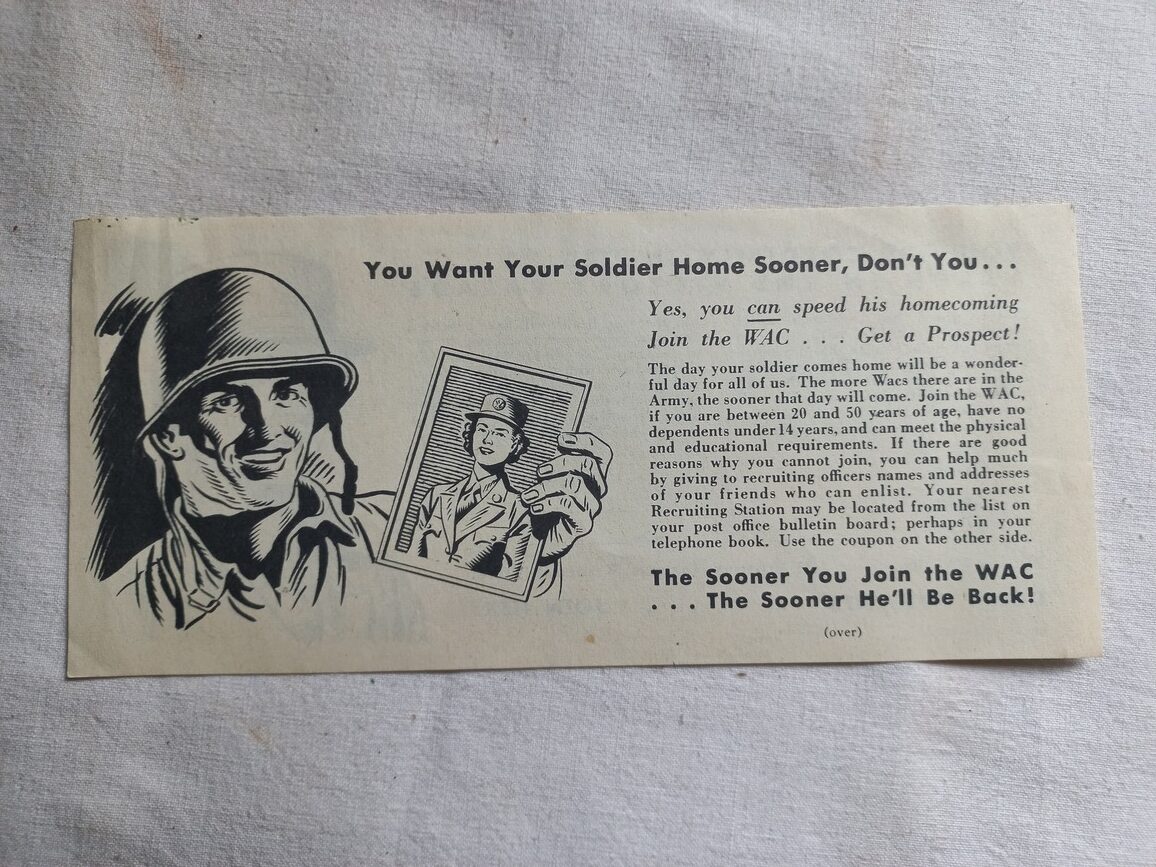 You Want Your Soldier Home Sooner, Don't You...
Yes, you can speed his homecoming
Join the WAC . . . Get a Prospect!
The day your soldier comes home will be a wonder-
ful day for all of us. The more Wacs there are in the
Army, the sooner that day will come. Join the WAC,
if you are between 20 and 50 years of age, have no
dependents under 14 years, and can meet the physical
and educational requirements. If there are good
reasons why you cannot join, you can help much
by giving to recruiting officers names and addresses
of your friends who can enlist. Your nearest
Recruiting Station may be located from the list on
your post office bulletin board; perhaps in your
telephone book. Use the coupon on the other side.
The Sooner You Join the WAC
. . . The Sooner He'll Be Back!
(over)